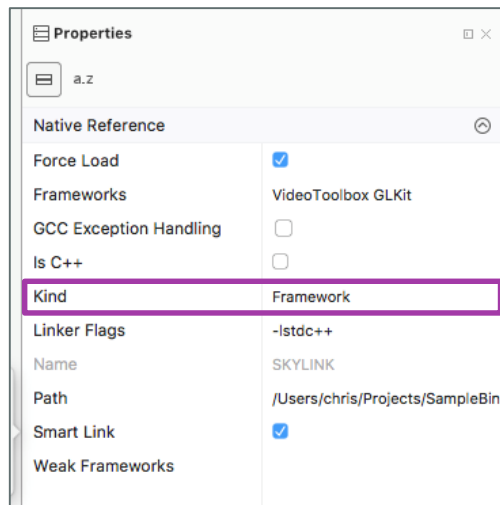 Properties
a.z
Native Reference
Force Load
Frameworks VideoToolbox GLKit
GCC Exception Handling
Is C++
Kind Framework
Linker Flags -lstdc++
Name SKYLINK
Path /Users/chris/Projects/SampleBin
Smart Link
Weak Frameworks